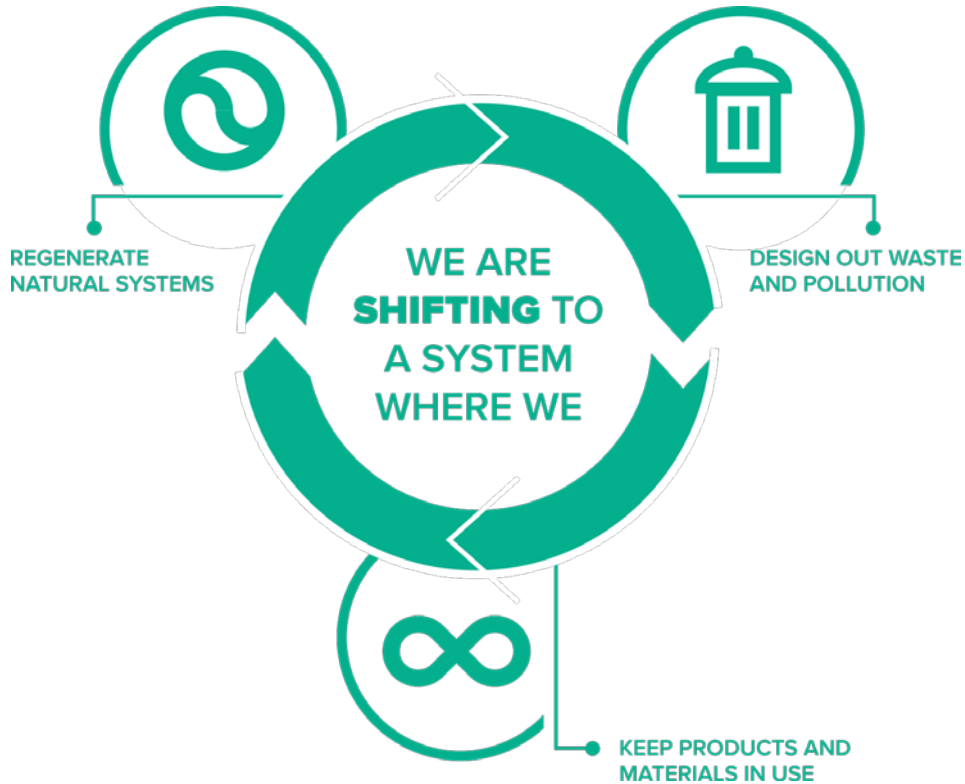 WE ARE
SHIFTING TO
A SYSTEM
WHERE WE
REGENERATE
NATURAL SYSTEMS
DESIGN OUT WASTE
AND POLLUTION
KEEP PRODUCTS AND
MATERIALS IN USE